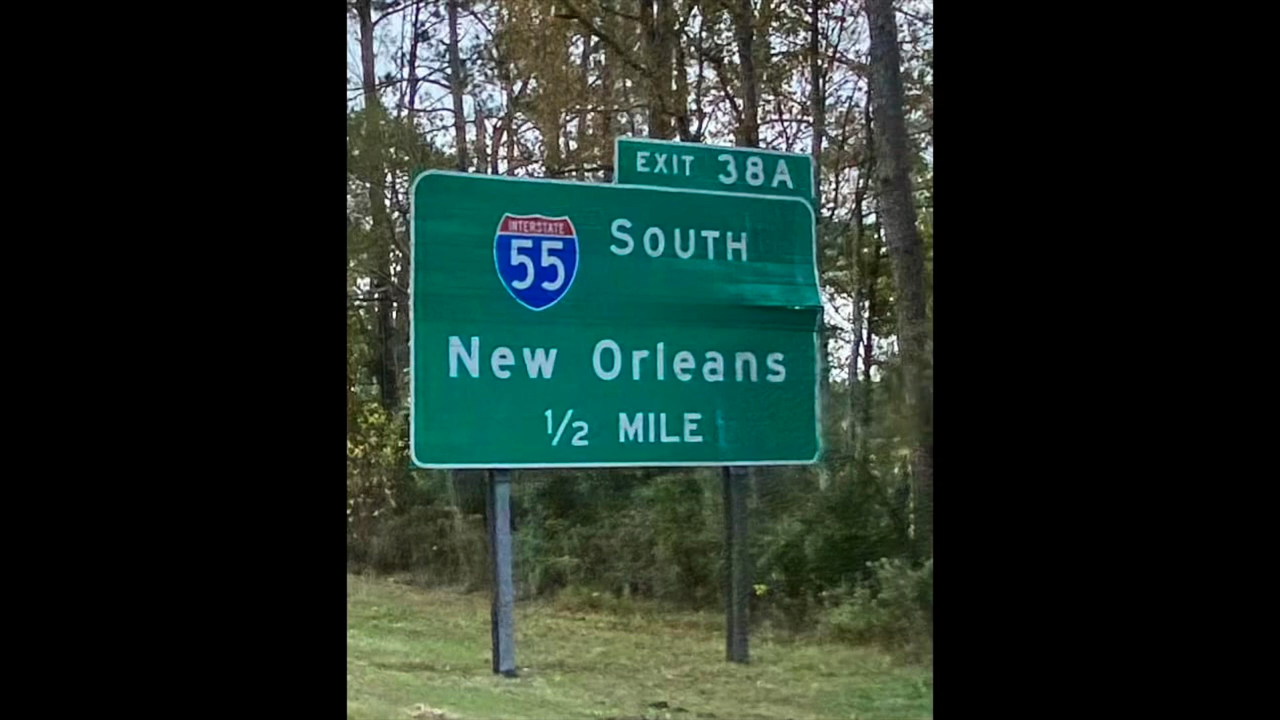 EXIT 38A
INTERSTATE
55
SOUTH
New Orleans
1/2 MILE